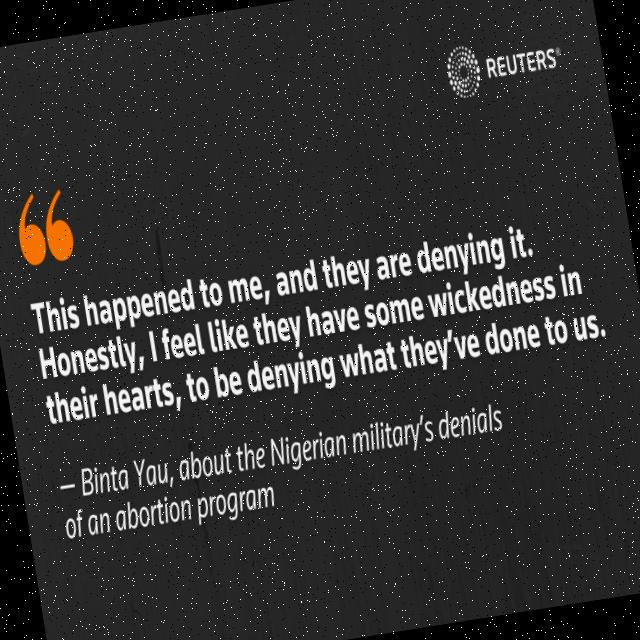 REUTERS®
“
This happened to me, and they are denying it.
Honestly, I feel like they have some wickedness in
their hearts, to be denying what they’ve done to us.
— Binta Yau, about the Nigerian military’s denials
of an abortion program